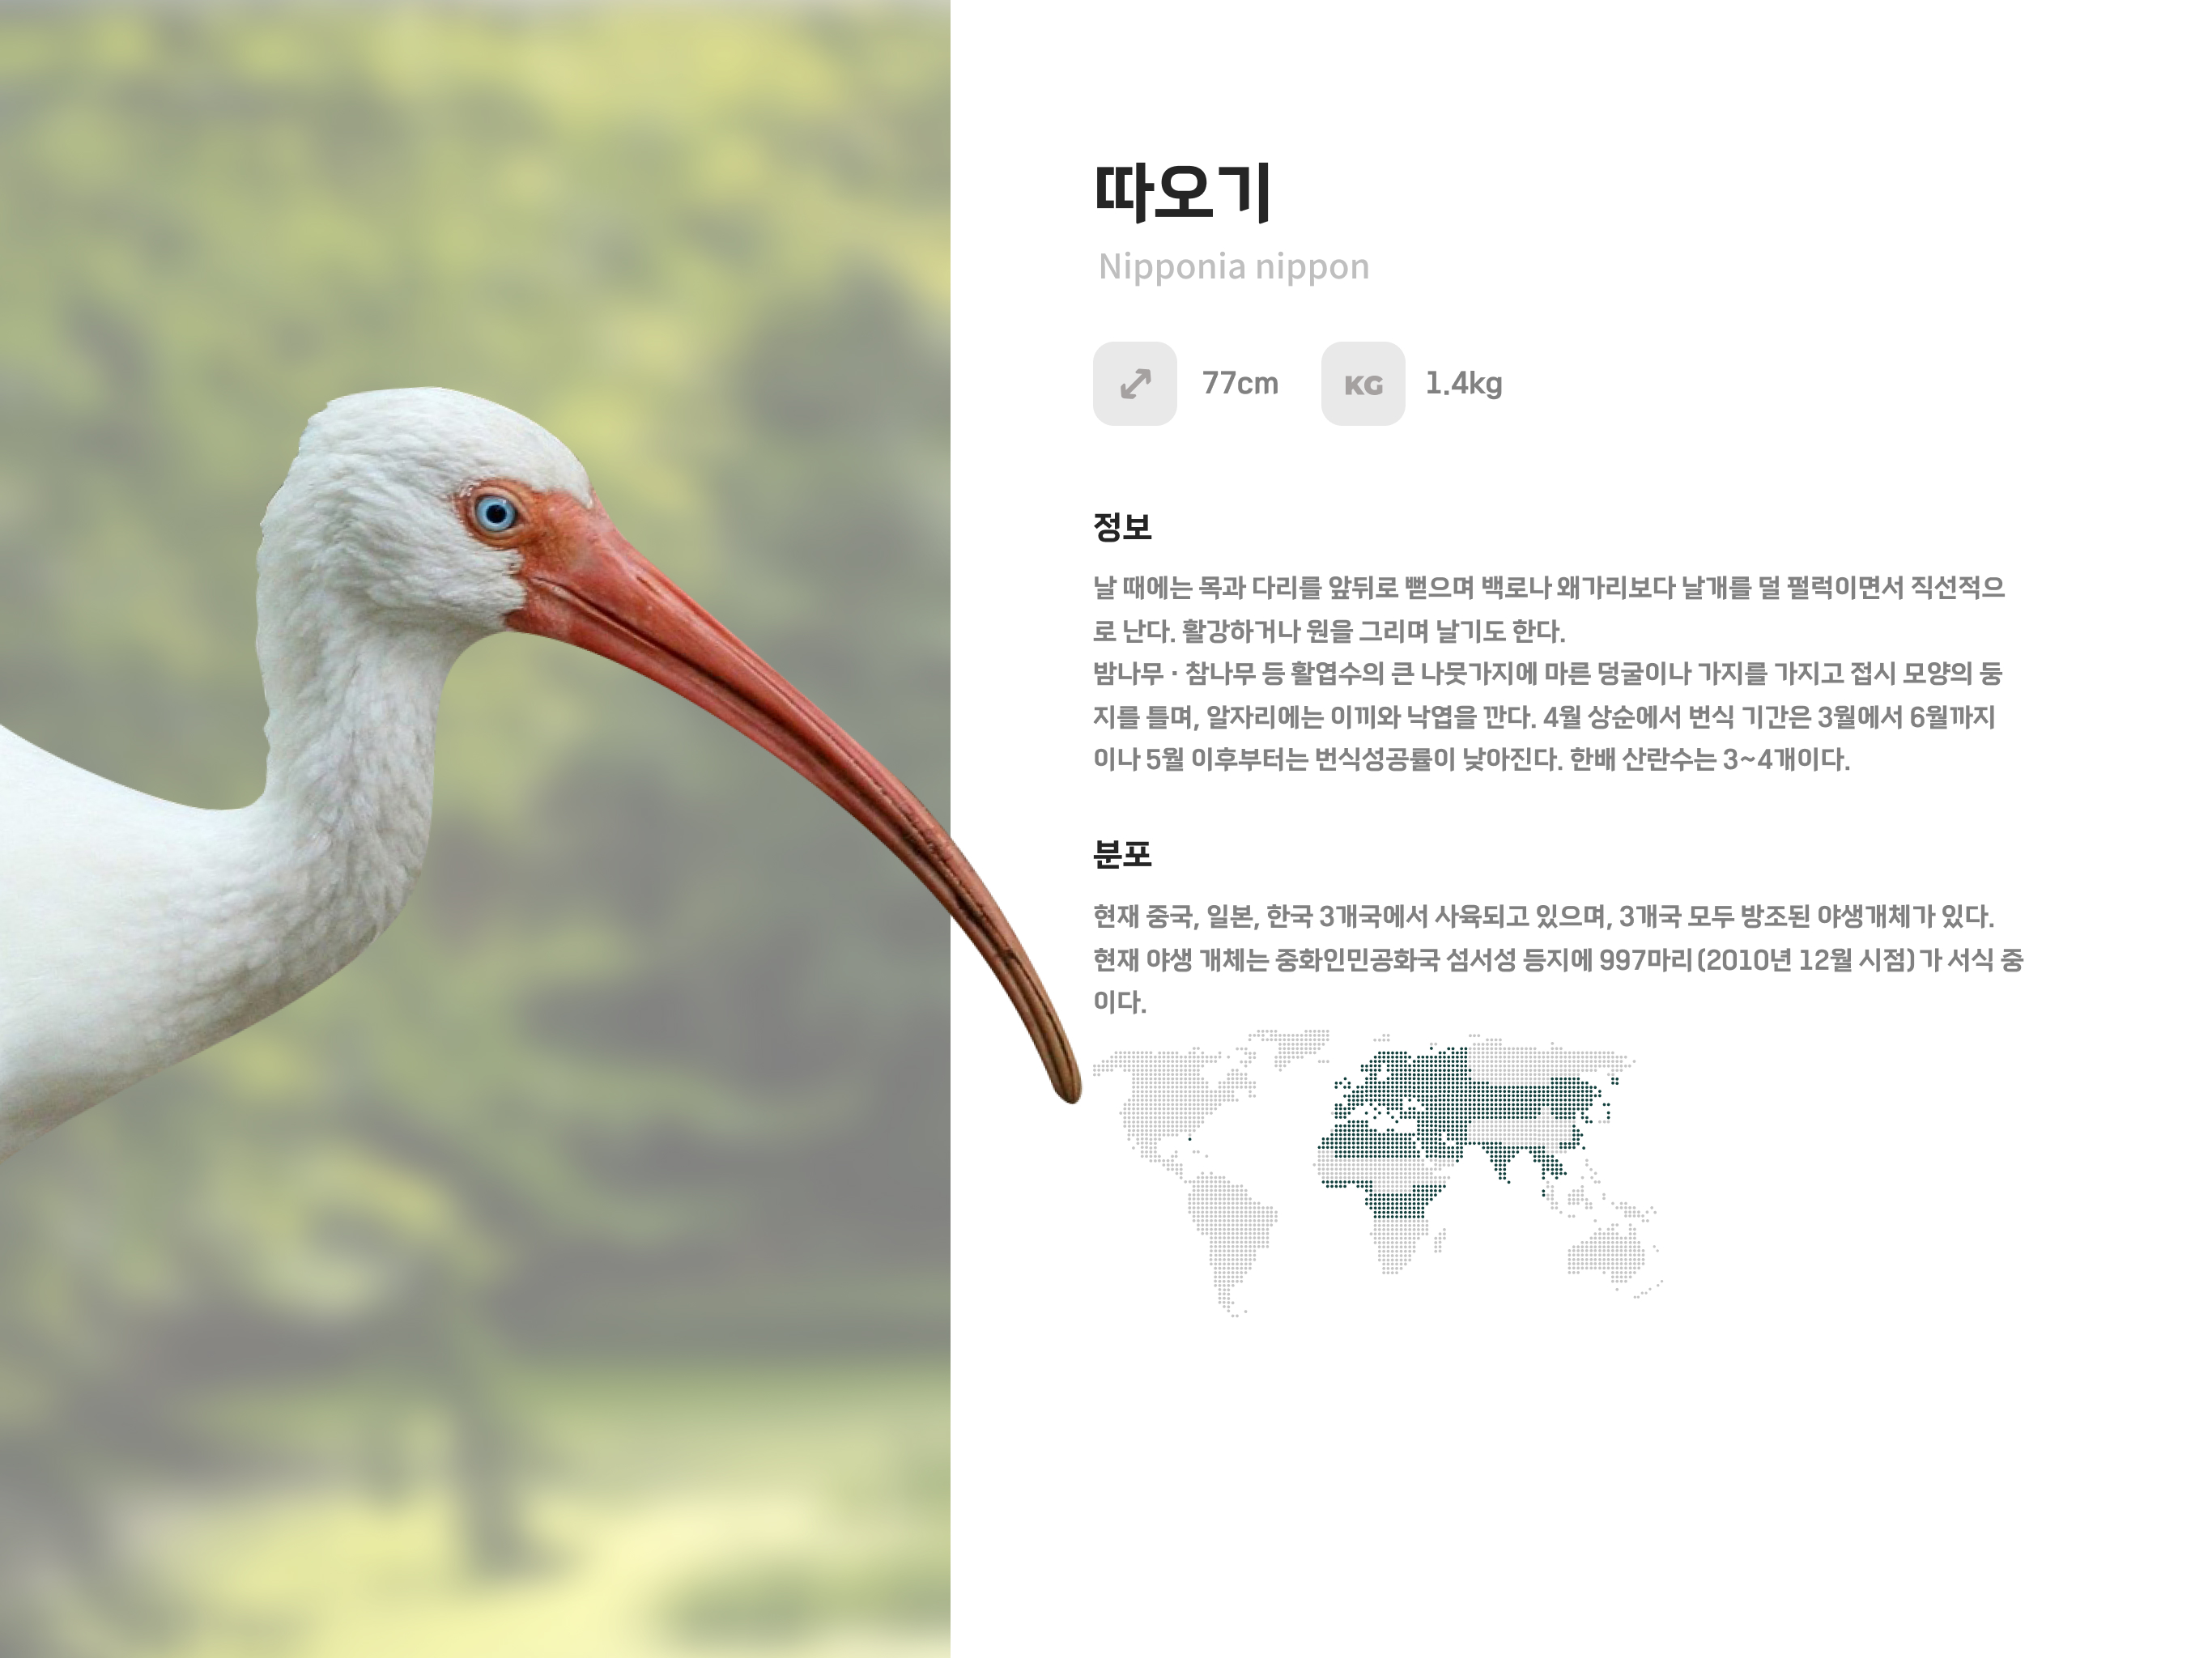 따오기
Nipponia nippon
77cm
KG
1.4kg
정보
날 때에는 목과 다리를 앞뒤로 뻗으며 백로나 왜가리보다 날개를 덜 펄럭이면서 직선적으
로 난다. 활강하거나 원을 그리며 날기도 한다.
밤나무 · 참나무 등 활엽수의 큰 나뭇가지에 마른 덩굴이나 가지를 가지고 접시 모양의 둥
지를 틀며, 알자리에는 이끼와 낙엽을 깐다. 4월 상순에서 번식 기간은 3월에서 6월까지
이나 5월 이후부터는 번식성공률이 낮아진다. 한배 산란수는 3~4개이다.
분포
현재 중국, 일본, 한국 3개국에서 사육되고 있으며, 3개국 모두 방조된 야생개체가 있다.
현재 야생 개체는 중화인민공화국 섬서성 등지에 997마리(2010년 12월 시점)가 서식 중
이다.